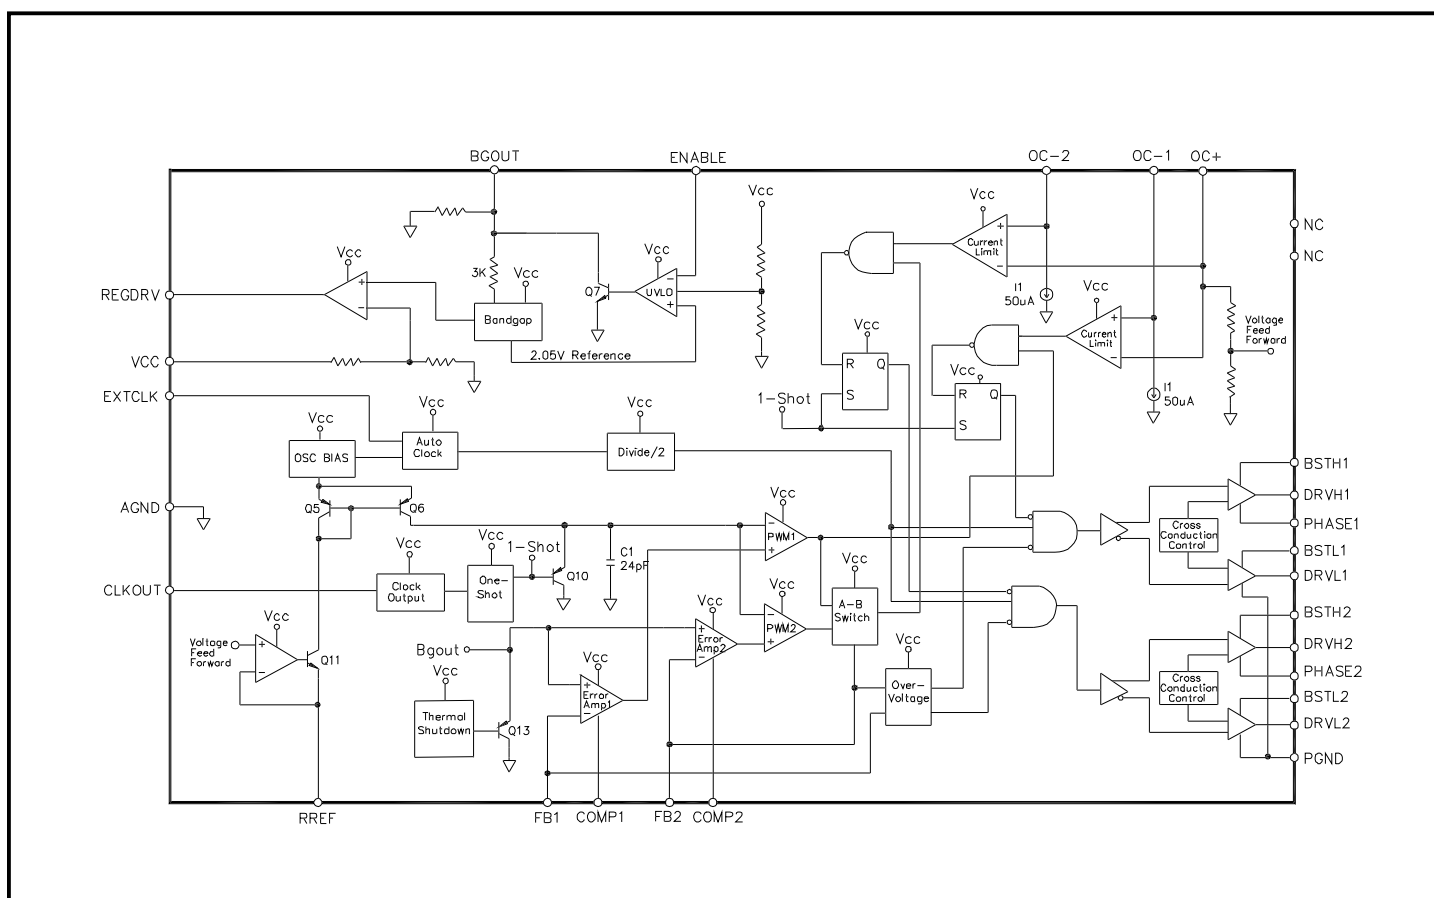 BGOUT
ENABLE
OC-2
OC-1
OC+
Vcc
Vcc
NC
Vcc
Vcc
Current
Limit
NC
3K
Vcc
Q7
UVLO
I1
50uA
Vcc
REGDRV
Bandgap
Voltage
Feed
Forward
Vcc
Current
Limit
2.05V Reference
VCC
R
Q
Vcc
I1
50uA
EXTCLK
S
R
Q
1-Shot
Vcc
Vcc
Vcc
S
Auto
Clock
OSC BIAS
Divide/2
BSTH1
Vcc
DRVH1
AGND
Q5
Q6
PHASE1
PWM1
Cross
Conduction
Control
Vcc
Vcc
1-Shot
C1
24pF
BSTL1
Vcc
DRVL1
CLKOUT
Clock
Output
One-
Shot
Q10
Vcc
Vcc
A-B
Switch
BSTH2
Vcc
PWM2
Voltage
Feed
Forward
Error
Amp2
DRVH2
Bgout
Vcc
Vcc
Q11
Vcc
PHASE2
Over-
Voltage
Cross
Conduction
Control
Error
Amp1
BSTL2
Thermal
Shutdown
Q13
DRVL2
PGND
RREF
FB1
COMP1
FB2
COMP2